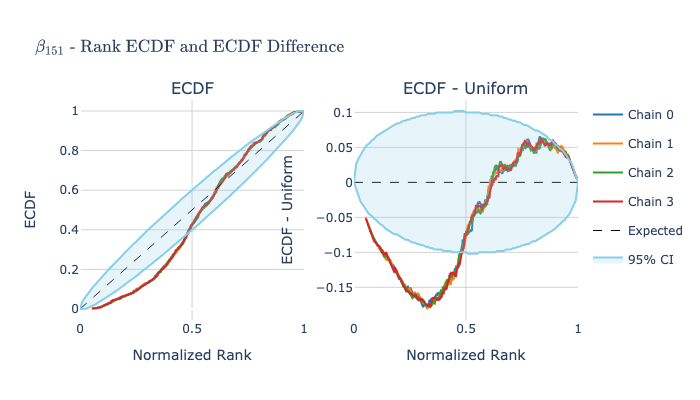 β₁₅₁ - Rank ECDF and ECDF Difference
ECDF
ECDF
1
0.8
0.6
0.4
0.2
0
0
0.5
1
Normalized Rank
ECDF - Uniform
ECDF - Uniform
0.1
0.05
0
−0.05
−0.1
−0.15
0
0.5
1
Normalized Rank
Chain 0
Chain 1
Chain 2
Chain 3
Expected
95% CI